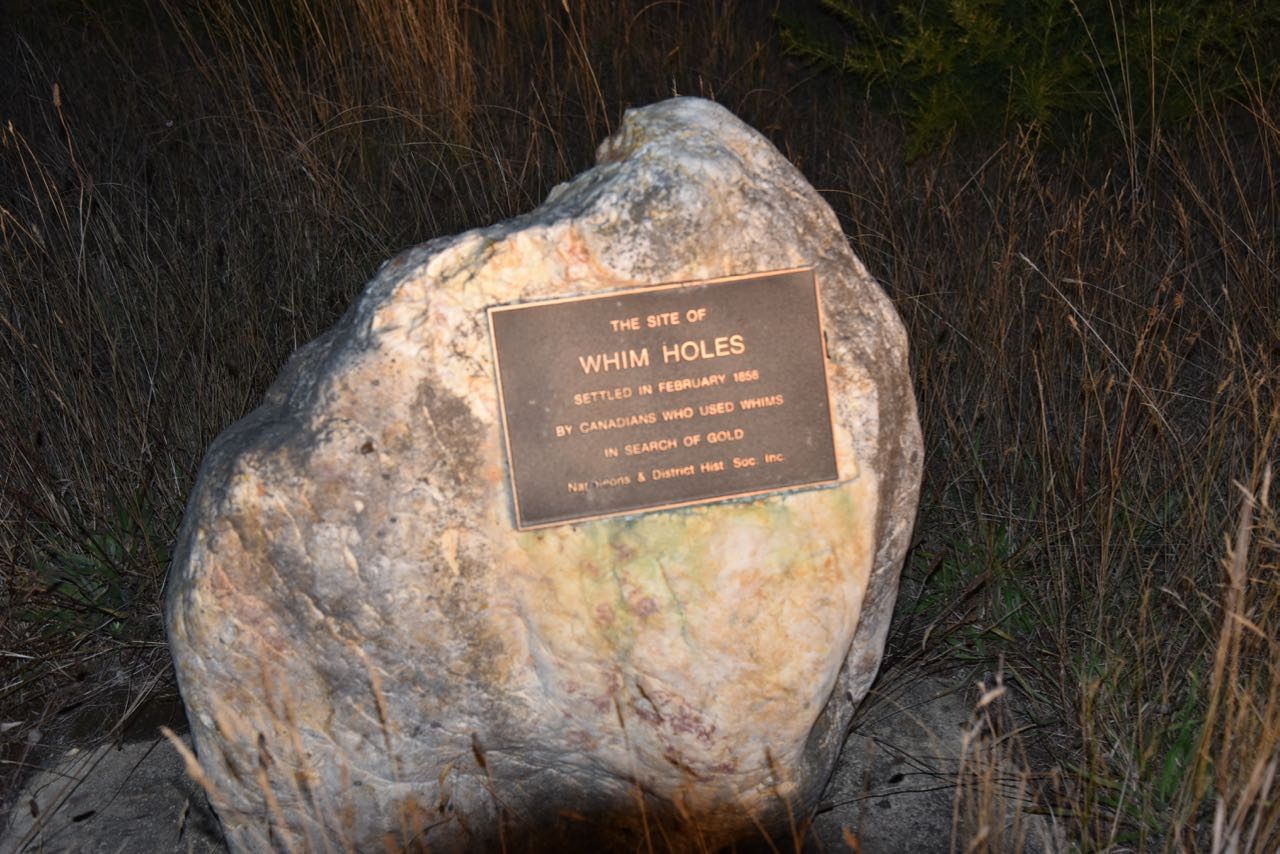 THE SITE OF
WHIM HOLES
SETTLED IN FEBRUARY 1858
BY CANADIANS WHO USED WHIMS
IN SEARCH OF GOLD
& District Hist Soc Inc